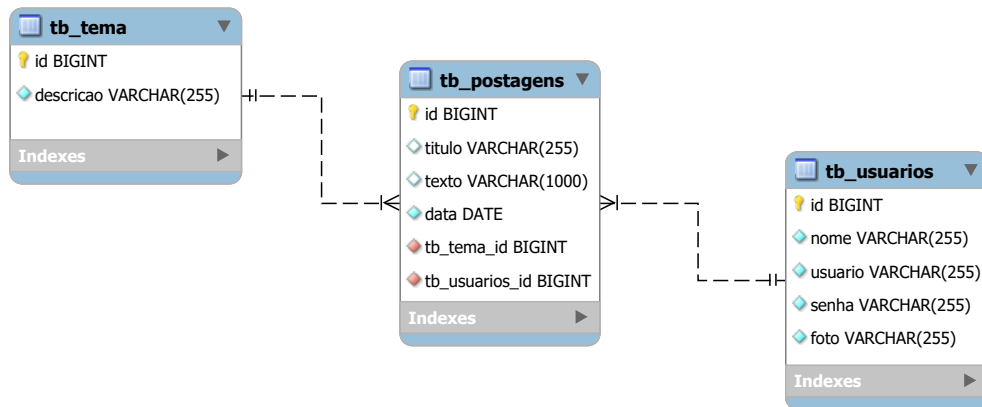 tb_tema
id BIGINT
descricao VARCHAR(255)
Indexes
tb_postagens
id BIGINT
titulo VARCHAR(255)
texto VARCHAR(1000)
data DATE
tb_tema_id BIGINT
tb_usuarios_id BIGINT
Indexes
tb_usuarios
id BIGINT
nome VARCHAR(255)
usuario VARCHAR(255)
senha VARCHAR(255)
foto VARCHAR(255)
Indexes